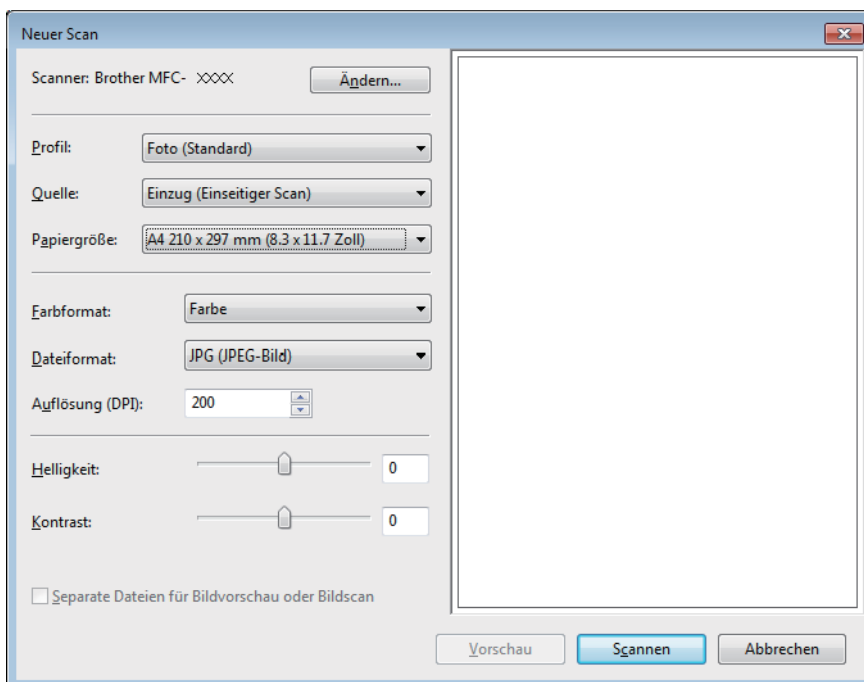 Neuer Scan
Scanner: Brother MFC- XXXX
Ändern...
Profil: Foto (Standard)
Quelle: Einzug (Einseitiger Scan)
Papiergröße: A4 210 x 297 mm (8.3 x 11.7 Zoll)
Farbformat: Farbe
Dateiformat: JPG (JPEG-Bild)
Auflösung (DPI): 200
Helligkeit: 0
Kontrast: 0
Separate Dateien für Bildvorschau oder Bildscan
Vorschau Scannen Abbrechen